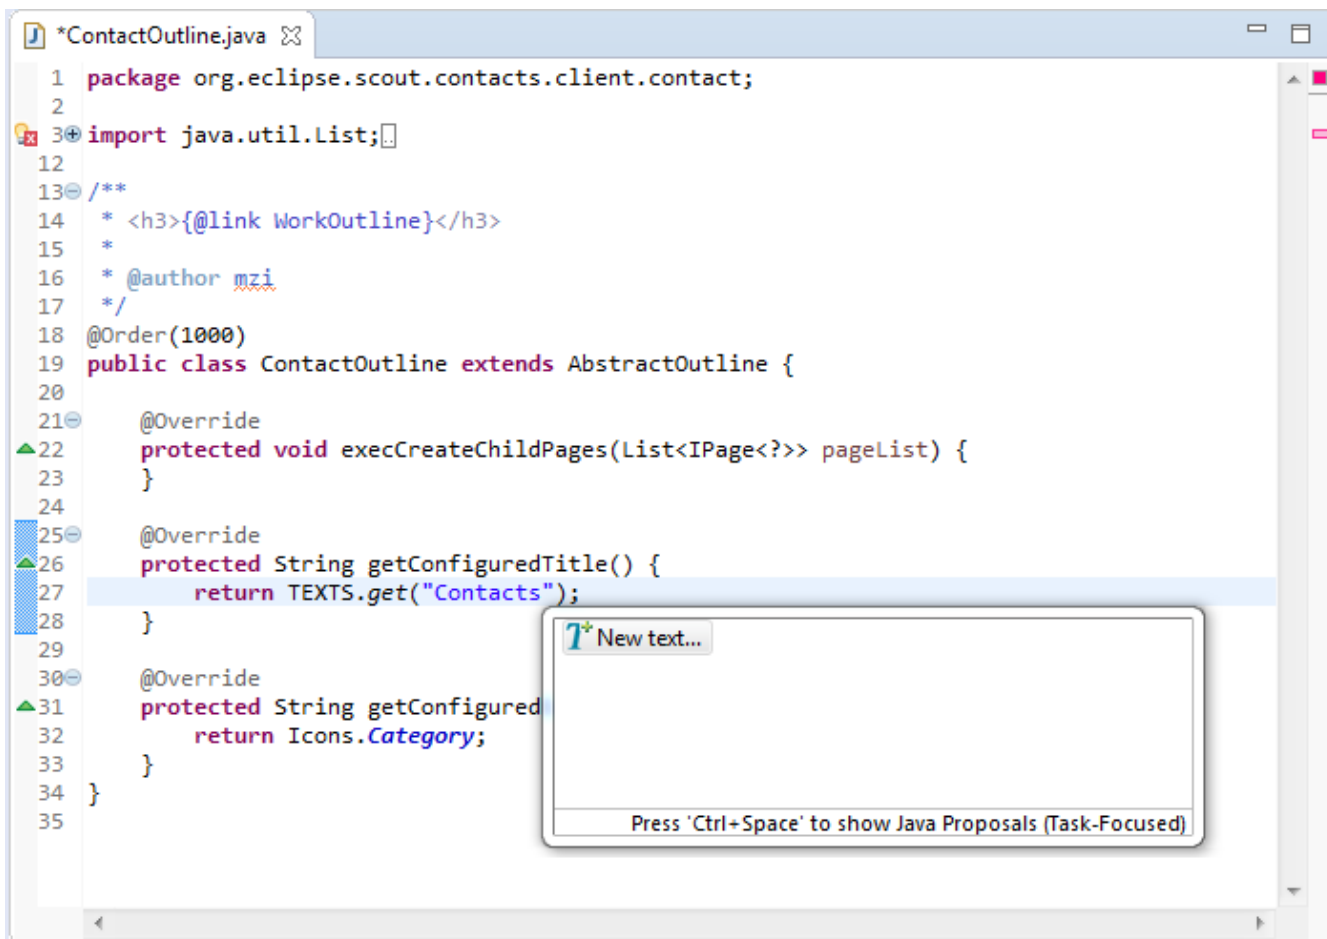 *ContactOutline.java
1 package org.eclipse.scout.contacts.client.contact;
2
3 import java.util.List;
12
13 /**
14  * <h3>{@link WorkOutline}</h3>
15  *
16  * @author mzi
17  */
18 @Order(1000)
19 public class ContactOutline extends AbstractOutline {
20
21     @Override
22     protected void execCreateChildPages(List<IPage<?>> pageList) {
23     }
24
25     @Override
26     protected String getConfiguredTitle() {
27         return TEXTS.get("Contacts");
28     }
New text...
29
30     @Override
31     protected String getConfigured
32         return Icons.Category;
33     }
34 }
35
Press 'Ctrl+Space' to show Java Proposals (Task-Focused)